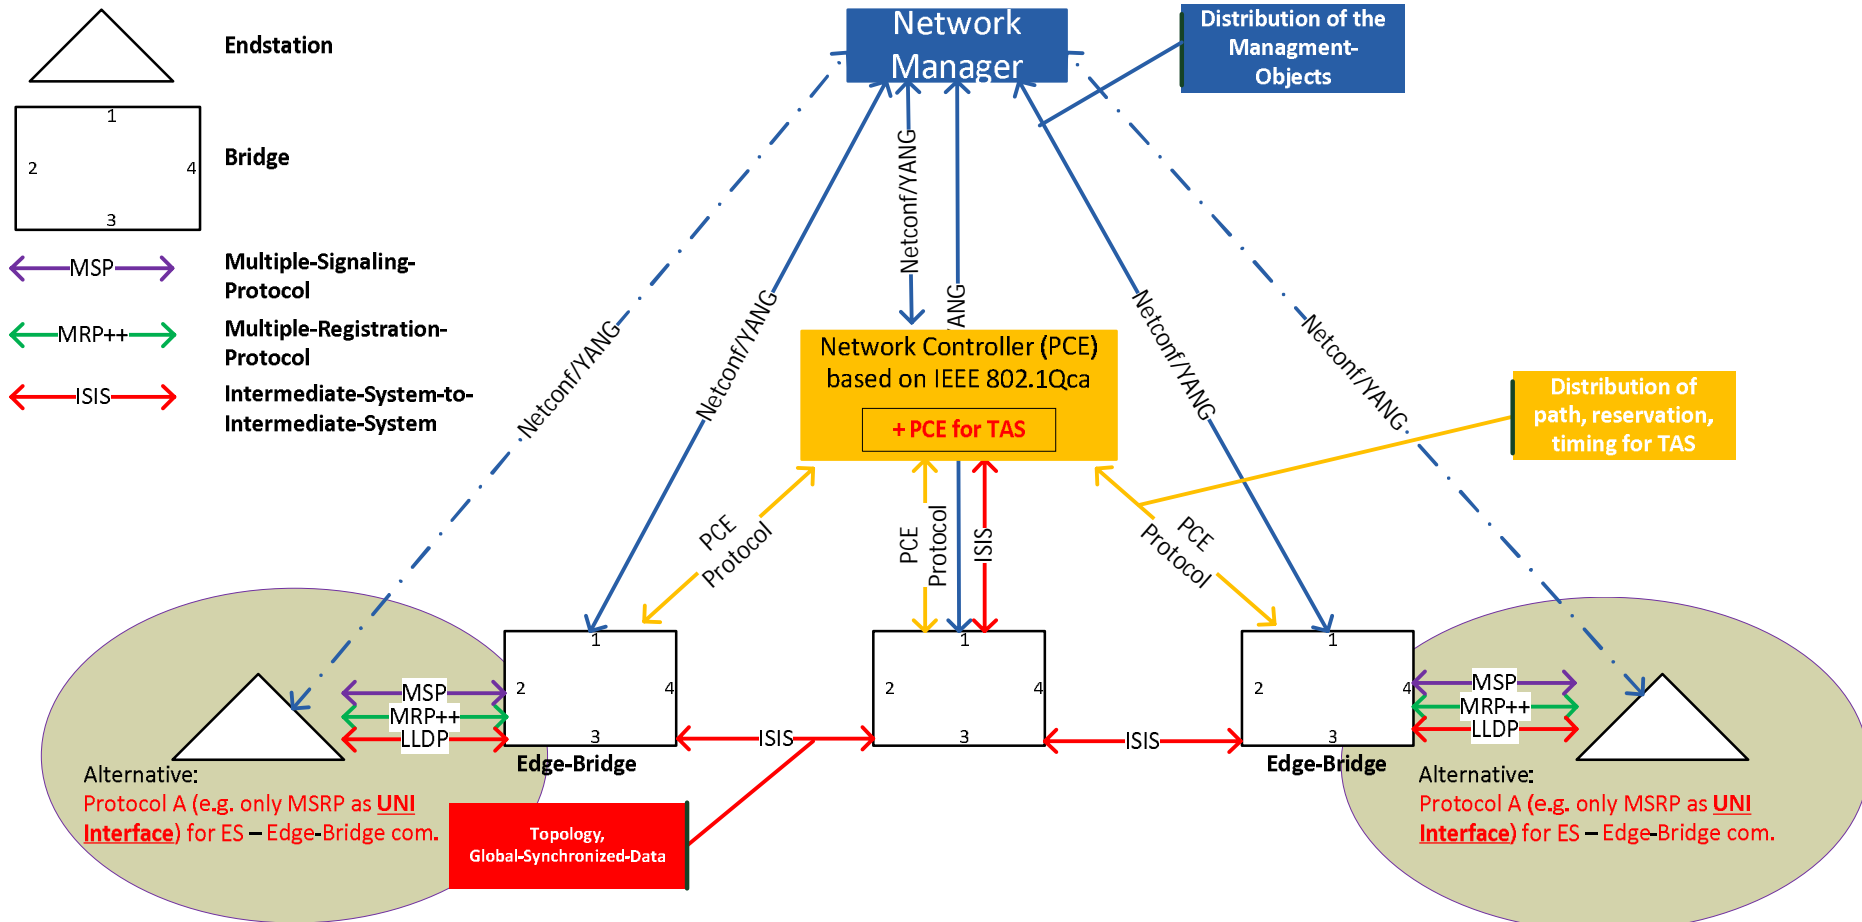 Endstation
1
2
4
3
Bridge
MSP
Multiple-Signaling-
Protocol
MRP++
Multiple-Registration-
Protocol
ISIS
Intermediate-System-to-
Intermediate-System
Network
Manager
Distribution of the
Managment-
Objects
Netconf/YANG
Netconf/YANG
Netconf/YANG
YANG
Netconf/YANG
Netconf/YANG
Network Controller (PCE)
based on IEEE 802.1Qca
+ PCE for TAS
Distribution of
path, reservation,
timing for TAS
PCE
Protocol
PCE
Protocol
ISIS
PCE
Protocol
MSP
MRP++
LLDP
1
2
4
3
Edge-Bridge
ISIS
1
2
4
3
ISIS
1
2
4
3
Edge-Bridge
MSP
MRP++
LLDP
Alternative:
Protocol A (e.g. only MSRP as UNI
Interface) for ES – Edge-Bridge com.
Topology,
Global-Synchronized-Data
Alternative:
Protocol A (e.g. only MSRP as UNI
Interface) for ES – Edge-Bridge com.